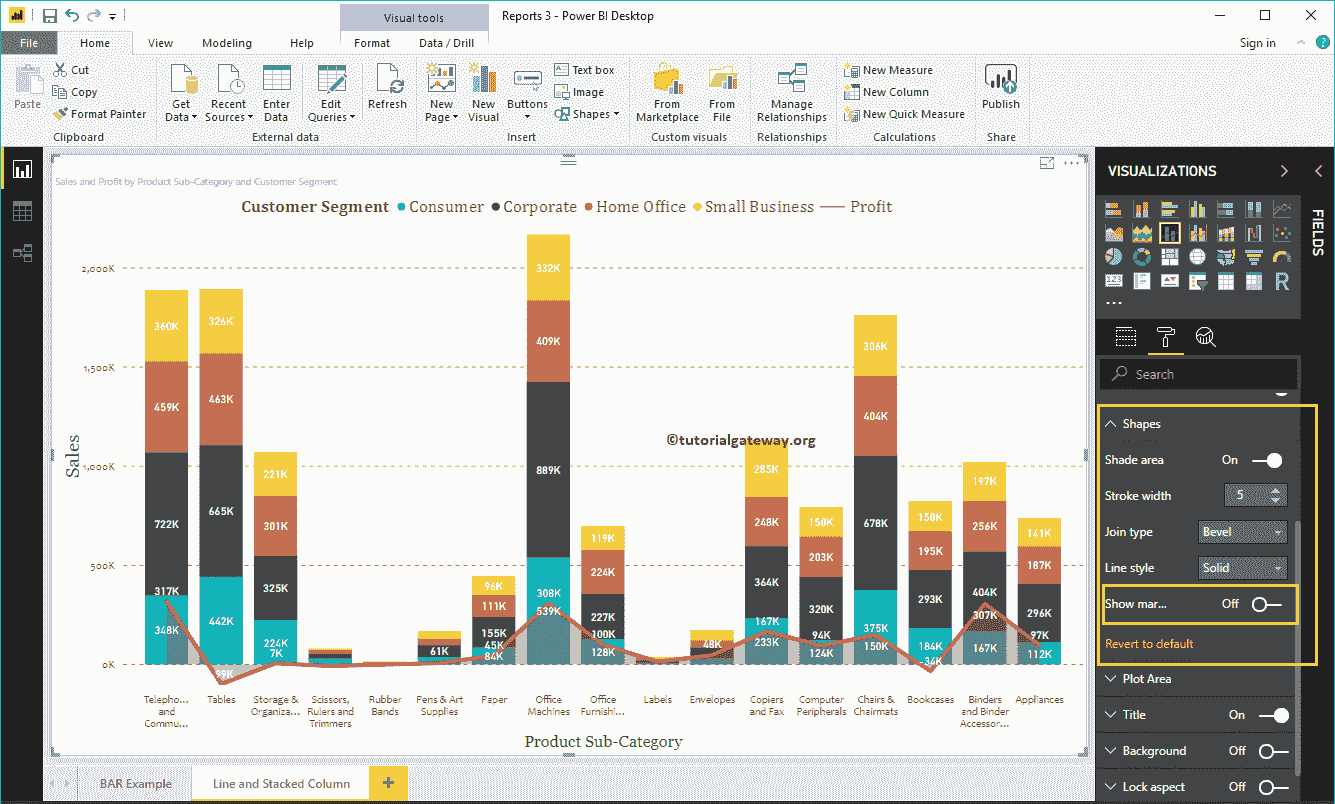 Visual tools
Reports 3 - Power BI Desktop
File Home View Modeling Help Format Data / Drill Sign in
Paste
Cut
Copy
Format Painter
Clipboard
Get Data
Recent Sources
Enter Data
Edit Queries
External data
Refresh
New Page
New Visual
Buttons
Text box
Image
Shapes
Insert
From Marketplace
From File
Custom visuals
Manage Relationships
Relationships
New Measure
New Column
New Quick Measure
Calculations
Publish
Share
Sales and Profit by Product Sub-Category and Customer Segment
Customer Segment Consumer Corporate Home Office Small Business Profit
Sales
2,000K
1,500K
1,000K
500K
0K
360K
459K
722K
317K
348K
326K
463K
665K
442K
-99K
221K
301K
325K
224K
7K
61K
96K
111K
155K
45K
84K
332K
409K
889K
308K
539K
119K
224K
227K
100K
128K
48K
©tutorialgateway.org
285K
248K
364K
167K
233K
150K
203K
320K
94K
124K
306K
404K
678K
375K
150K
150K
195K
293K
184K
-34K
197K
256K
404K
307K
167K
141K
187K
296K
97K
112K
Telepho... and Commu...
Tables
Storage & Organiza...
Scissors, Rulers and Trimmers
Rubber Bands
Pens & Art Supplies
Paper
Office Machines
Office Furnishi...
Labels
Envelopes
Copiers and Fax
Computer Peripherals
Chairs & Chairmats
Bookcases
Binders and Binder Accessor...
Appliances
Product Sub-Category
BAR Example
Line and Stacked Column
+
VISUALIZATIONS
FIELDS
Search
Shapes
Shade area On
Stroke width 5
Join type Bevel
Line style Solid
Show mar... Off
Revert to default
Plot Area
Title On
Background Off
Lock aspect Off